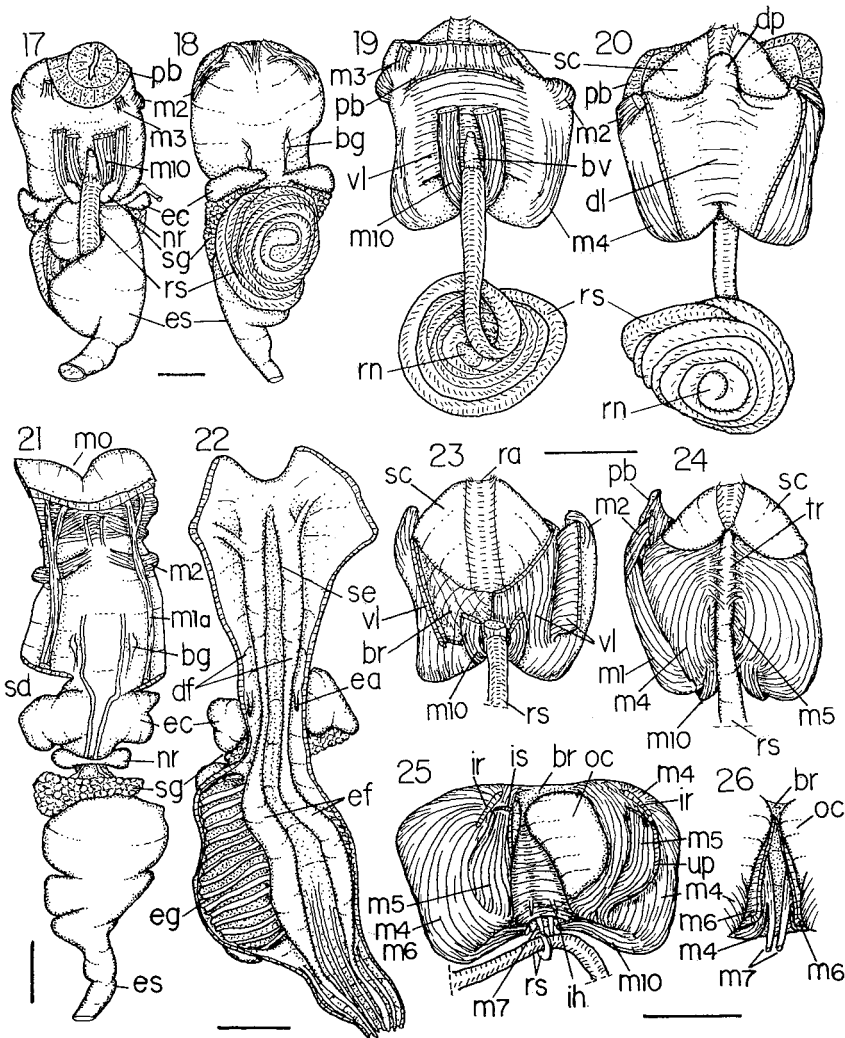 17
18
19
20
pb
m2
m3
m10
ec
nr
sg
rs
es
bg
m3
pb
vl
m10
rn
sc
m2
bv
m4
rs
dp
pb
dl
rn
21
mo
m2
m1a
bg
sd
ec
nr
sg
es
22
se
df
ea
ef
eg
23
ra
sc
m2
vl
br
vl
m10
rs
24
pb
sc
tr
m1
m4
m5
m10
rs
25
ir
is
br
oc
m4
ir
m5
up
m4
m5
m4
m6
m7
rs
ih
m10
26
br
oc
m6
m4
m7
m6